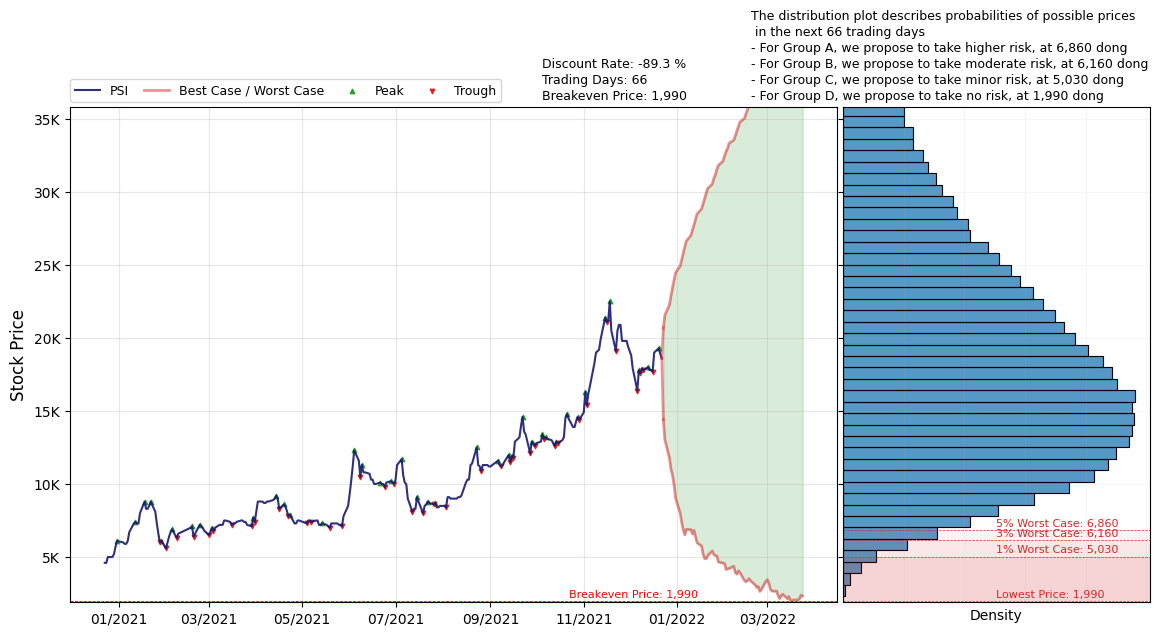 The distribution plot describes probabilities of possible prices
in the next 66 trading days
- For Group A, we propose to take higher risk, at 6,860 dong
- For Group B, we propose to take moderate risk, at 6,160 dong
- For Group C, we propose to take minor risk, at 5,030 dong
- For Group D, we propose to take no risk, at 1,990 dong
Discount Rate: -89.3 %
Trading Days: 66
Breakeven Price: 1,990
PSI
Best Case / Worst Case
Peak
Trough
Stock Price
35K
30K
25K
20K
15K
10K
5K
Breakeven Price: 1,990
01/2021
03/2021
05/2021
07/2021
09/2021
11/2021
01/2022
03/2022
5% Worst Case: 6,860
3% Worst Case: 6,160
1% Worst Case: 5,030
Lowest Price: 1,990
Density